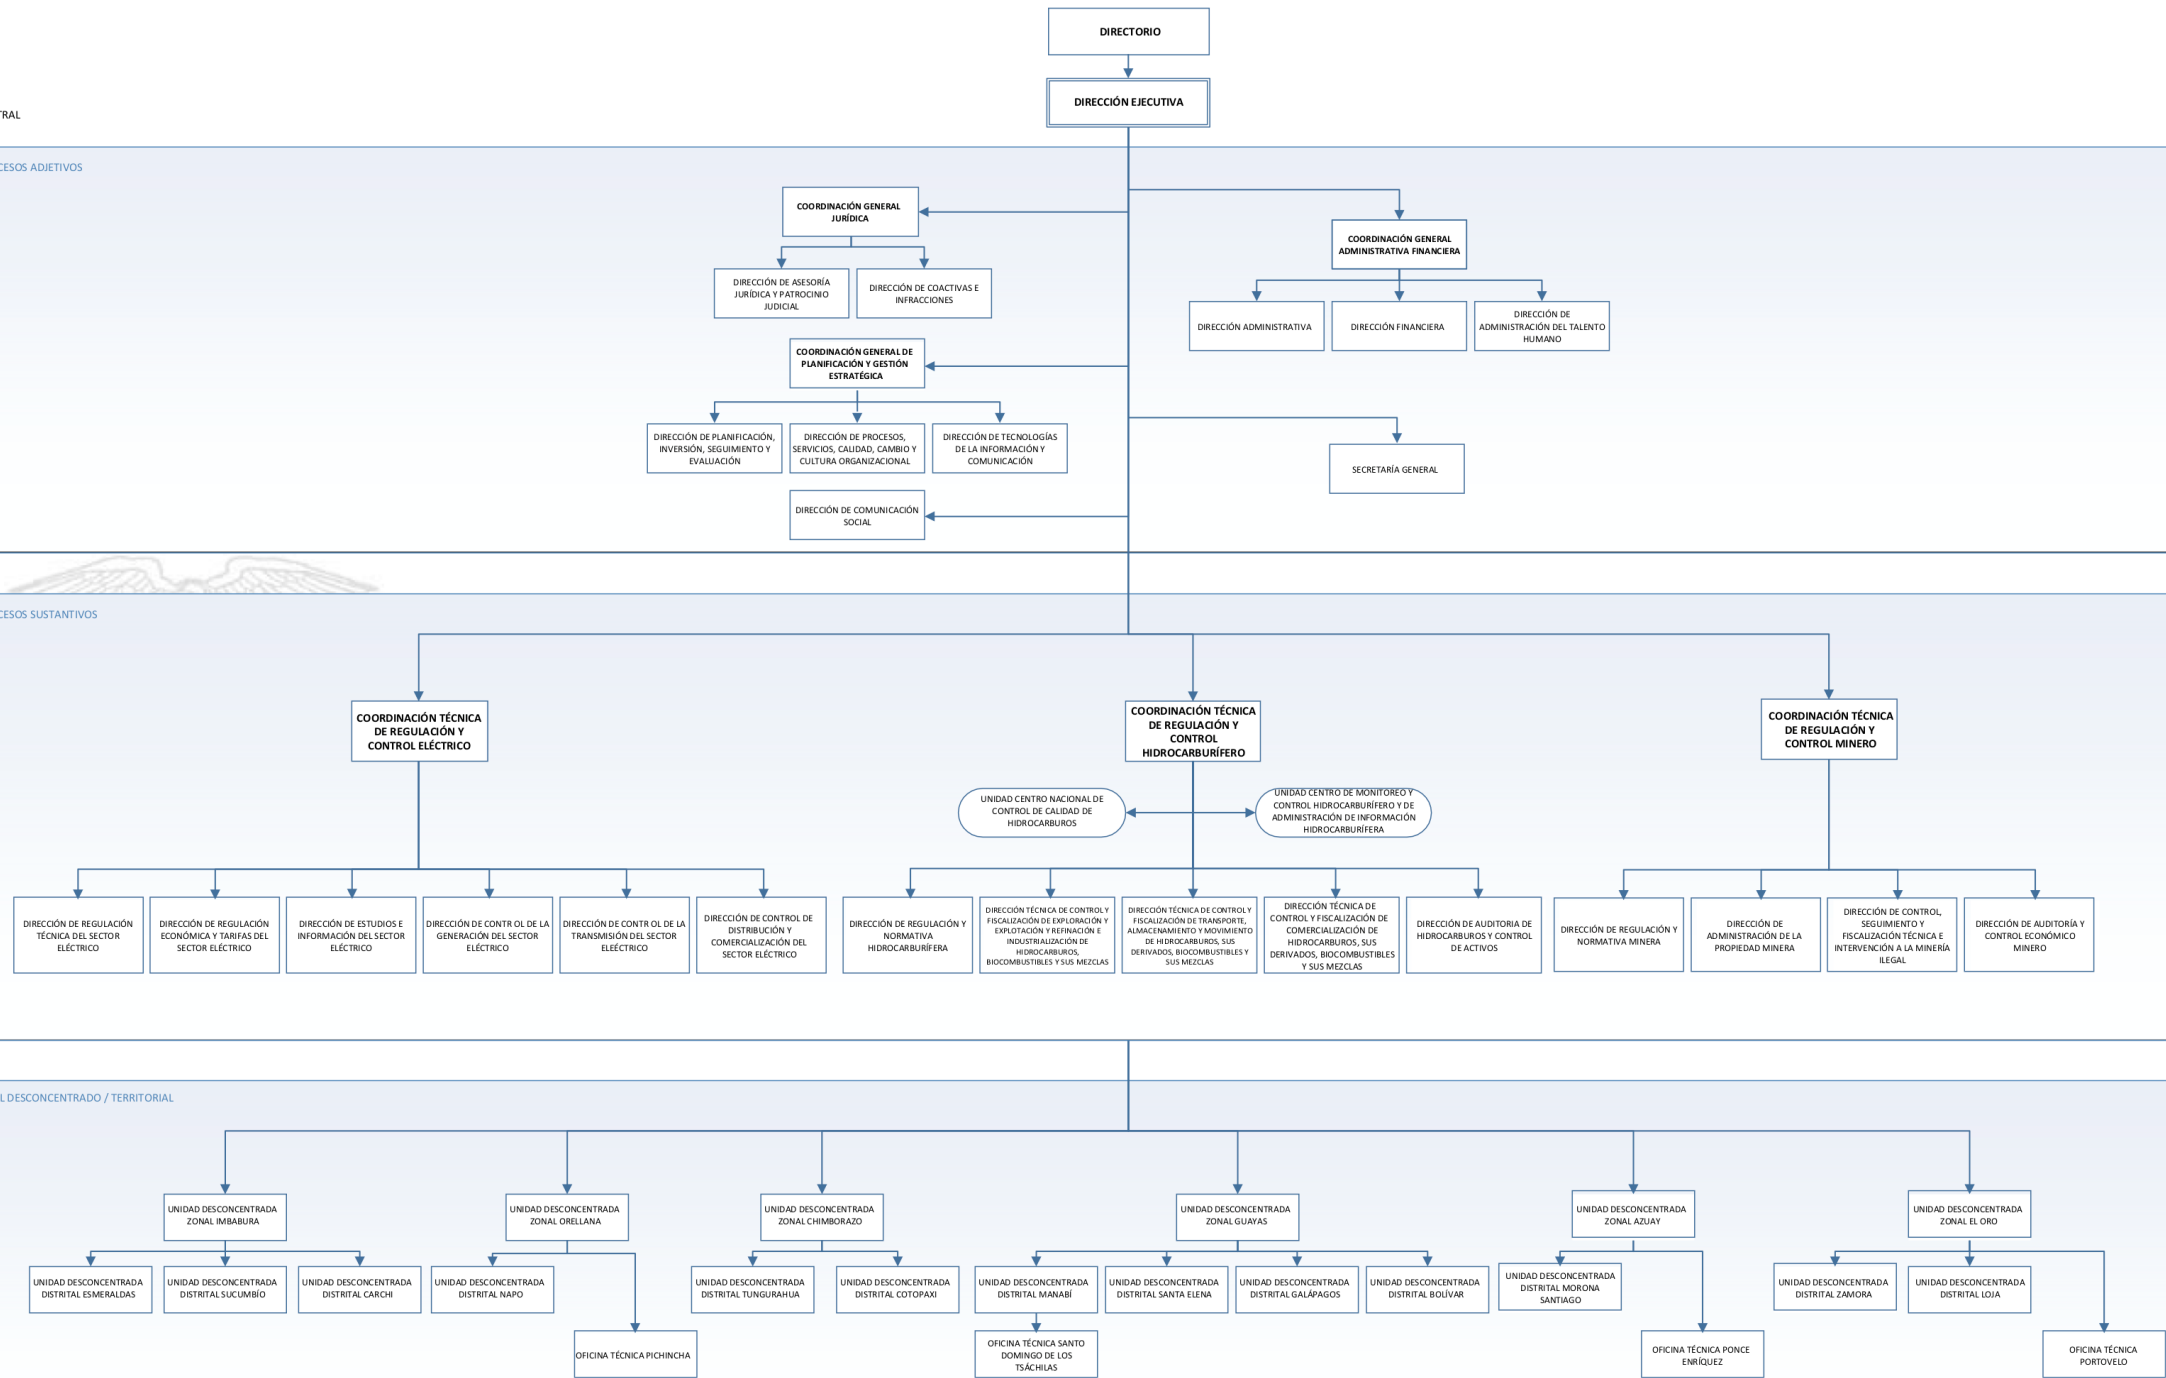 DIRECTORIO
DIRECCIÓN EJECUTIVA
TRAL
CESOS ADJETIVOS
COORDINACIÓN GENERAL
JURÍDICA
COORDINACIÓN GENERAL
ADMINISTRATIVA FINANCIERA
DIRECCIÓN DE ASESORÍA
JURÍDICA Y PATROCINIO
JUDICIAL
DIRECCIÓN DE COACTIVAS E
INFRACCIONES
DIRECCIÓN ADMINISTRATIVA
DIRECCIÓN FINANCIERA
DIRECCIÓN DE
ADMINISTRACIÓN DEL TALENTO
HUMANO
COORDINACIÓN GENERAL DE
PLANIFICACIÓN Y GESTIÓN
ESTRATÉGICA
DIRECCIÓN DE PLANIFICACIÓN,
INVERSIÓN, SEGUIMIENTO Y
EVALUACIÓN
DIRECCIÓN DE PROCESOS,
SERVICIOS, CALIDAD, CAMBIO Y
CULTURA ORGANIZACIONAL
DIRECCIÓN DE TECNOLOGÍAS
DE LA INFORMACIÓN Y
COMUNICACIÓN
SECRETARÍA GENERAL
DIRECCIÓN DE COMUNICACIÓN
SOCIAL
CESOS SUSTANTIVOS
COORDINACIÓN TÉCNICA
DE REGULACIÓN Y
CONTROL ELÉCTRICO
COORDINACIÓN TÉCNICA
DE REGULACIÓN Y
CONTROL
HIDROCARBURÍFERO
COORDINACIÓN TÉCNICA
DE REGULACIÓN Y
CONTROL MINERO
UNIDAD CENTRO NACIONAL DE
CONTROL DE CALIDAD DE
HIDROCARBUROS
UNIDAD CENTRO DE MONITOREO Y
CONTROL HIDROCARBURÍFERO Y DE
ADMINISTRACIÓN DE INFORMACIÓN
HIDROCARBURÍFERA
DIRECCIÓN DE REGULACIÓN
TÉCNICA DEL SECTOR
ELÉCTRICO
DIRECCIÓN DE REGULACIÓN
ECONÓMICA Y TARIFAS DEL
SECTOR ELÉCTRICO
DIRECCIÓN DE ESTUDIOS E
INFORMACIÓN DEL SECTOR
ELÉCTRICO
DIRECCIÓN DE CONTR OL DE LA
GENERACIÓN DEL SECTOR
ELÉCTRICO
DIRECCIÓN DE CONTR OL DE LA
TRANSMISIÓN DEL SECTOR
ELÉCTRICO
DIRECCIÓN DE CONTROL DE
DISTRIBUCIÓN Y
COMERCIALIZACIÓN DEL
SECTOR ELÉCTRICO
DIRECCIÓN DE REGULACIÓN Y
NORMATIVA
HIDROCARBURÍFERA
DIRECCIÓN TÉCNICA DE CONTROL Y
FISCALIZACIÓN DE EXPLORACIÓN Y
EXPLOTACIÓN Y REFINACIÓN E
INDUSTRIALIZACIÓN DE
HIDROCARBUROS,
BIOCOMBUSTIBLES Y SUS MEZCLAS
DIRECCIÓN TÉCNICA DE CONTROL Y
FISCALIZACIÓN DE TRANSPORTE,
ALMACENAMIENTO Y MOVIMIENTO
DE HIDROCARBUROS, SUS
DERIVADOS, BIOCOMBUSTIBLES Y
SUS MEZCLAS
DIRECCIÓN TÉCNICA DE
CONTROL Y FISCALIZACIÓN DE
COMERCIALIZACIÓN DE
HIDROCARBUROS, SUS
DERIVADOS, BIOCOMBUSTIBLES
Y SUS MEZCLAS
DIRECCIÓN DE AUDITORIA DE
HIDROCARBUROS Y CONTROL
DE ACTIVOS
DIRECCIÓN DE REGULACIÓN Y
NORMATIVA MINERA
DIRECCIÓN DE
ADMINISTRACIÓN DE LA
PROPIEDAD MINERA
DIRECCIÓN DE CONTROL,
SEGUIMIENTO Y
FISCALIZACIÓN TÉCNICA E
INTERVENCIÓN A LA MINERÍA
ILEGAL
DIRECCIÓN DE AUDITORÍA Y
CONTROL ECONÓMICO
MINERO
L DESCONCENTRADO / TERRITORIAL
UNIDAD DESCONCENTRADA
ZONAL IMBABURA
UNIDAD DESCONCENTRADA
ZONAL ORELLANA
UNIDAD DESCONCENTRADA
ZONAL CHIMBORAZO
UNIDAD DESCONCENTRADA
ZONAL GUAYAS
UNIDAD DESCONCENTRADA
ZONAL AZUAY
UNIDAD DESCONCENTRADA
ZONAL EL ORO
UNIDAD DESCONCENTRADA
DISTRITAL ESMERALDAS
UNIDAD DESCONCENTRADA
DISTRITAL SUCUMBÍO
UNIDAD DESCONCENTRADA
DISTRITAL CARCHI
UNIDAD DESCONCENTRADA
DISTRITAL NAPO
UNIDAD DESCONCENTRADA
DISTRITAL TUNGURAHUA
UNIDAD DESCONCENTRADA
DISTRITAL COTOPAXI
UNIDAD DESCONCENTRADA
DISTRITAL MANABÍ
UNIDAD DESCONCENTRADA
DISTRITAL SANTA ELENA
UNIDAD DESCONCENTRADA
DISTRITAL GALÁPAGOS
UNIDAD DESCONCENTRADA
DISTRITAL BOLÍVAR
UNIDAD DESCONCENTRADA
DISTRITAL MORONA
SANTIAGO
UNIDAD DESCONCENTRADA
DISTRITAL ZAMORA
UNIDAD DESCONCENTRADA
DISTRITAL LOJA
OFICINA TÉCNICA PICHINCHA
OFICINA TÉCNICA SANTO
DOMINGO DE LOS
TSÁCHILAS
OFICINA TÉCNICA PONCE
ENRÍQUEZ
OFICINA TÉCNICA
PORTOVELO